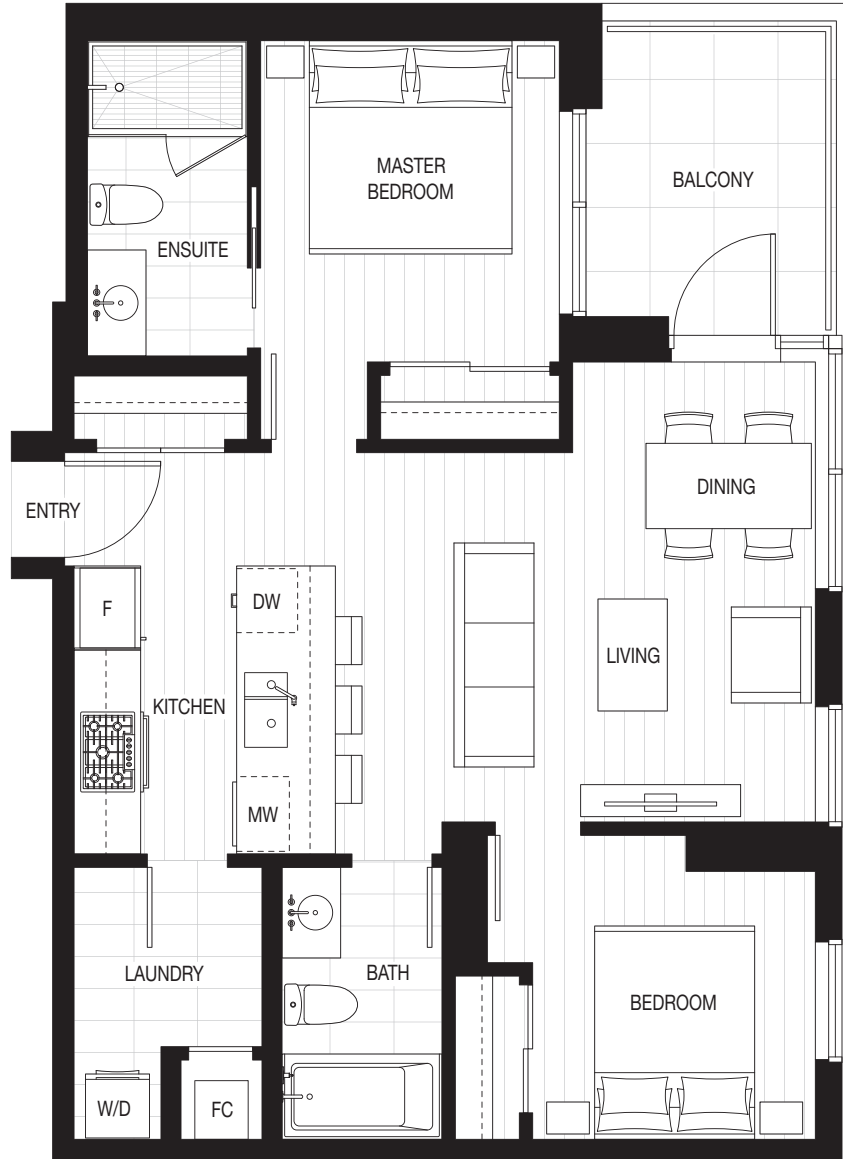 MASTER
BEDROOM
BALCONY
ENSUITE
DINING
ENTRY
DW
F
LIVING
KITCHEN
MW
LAUNDRY
BATH
BEDROOM
W/D
FC